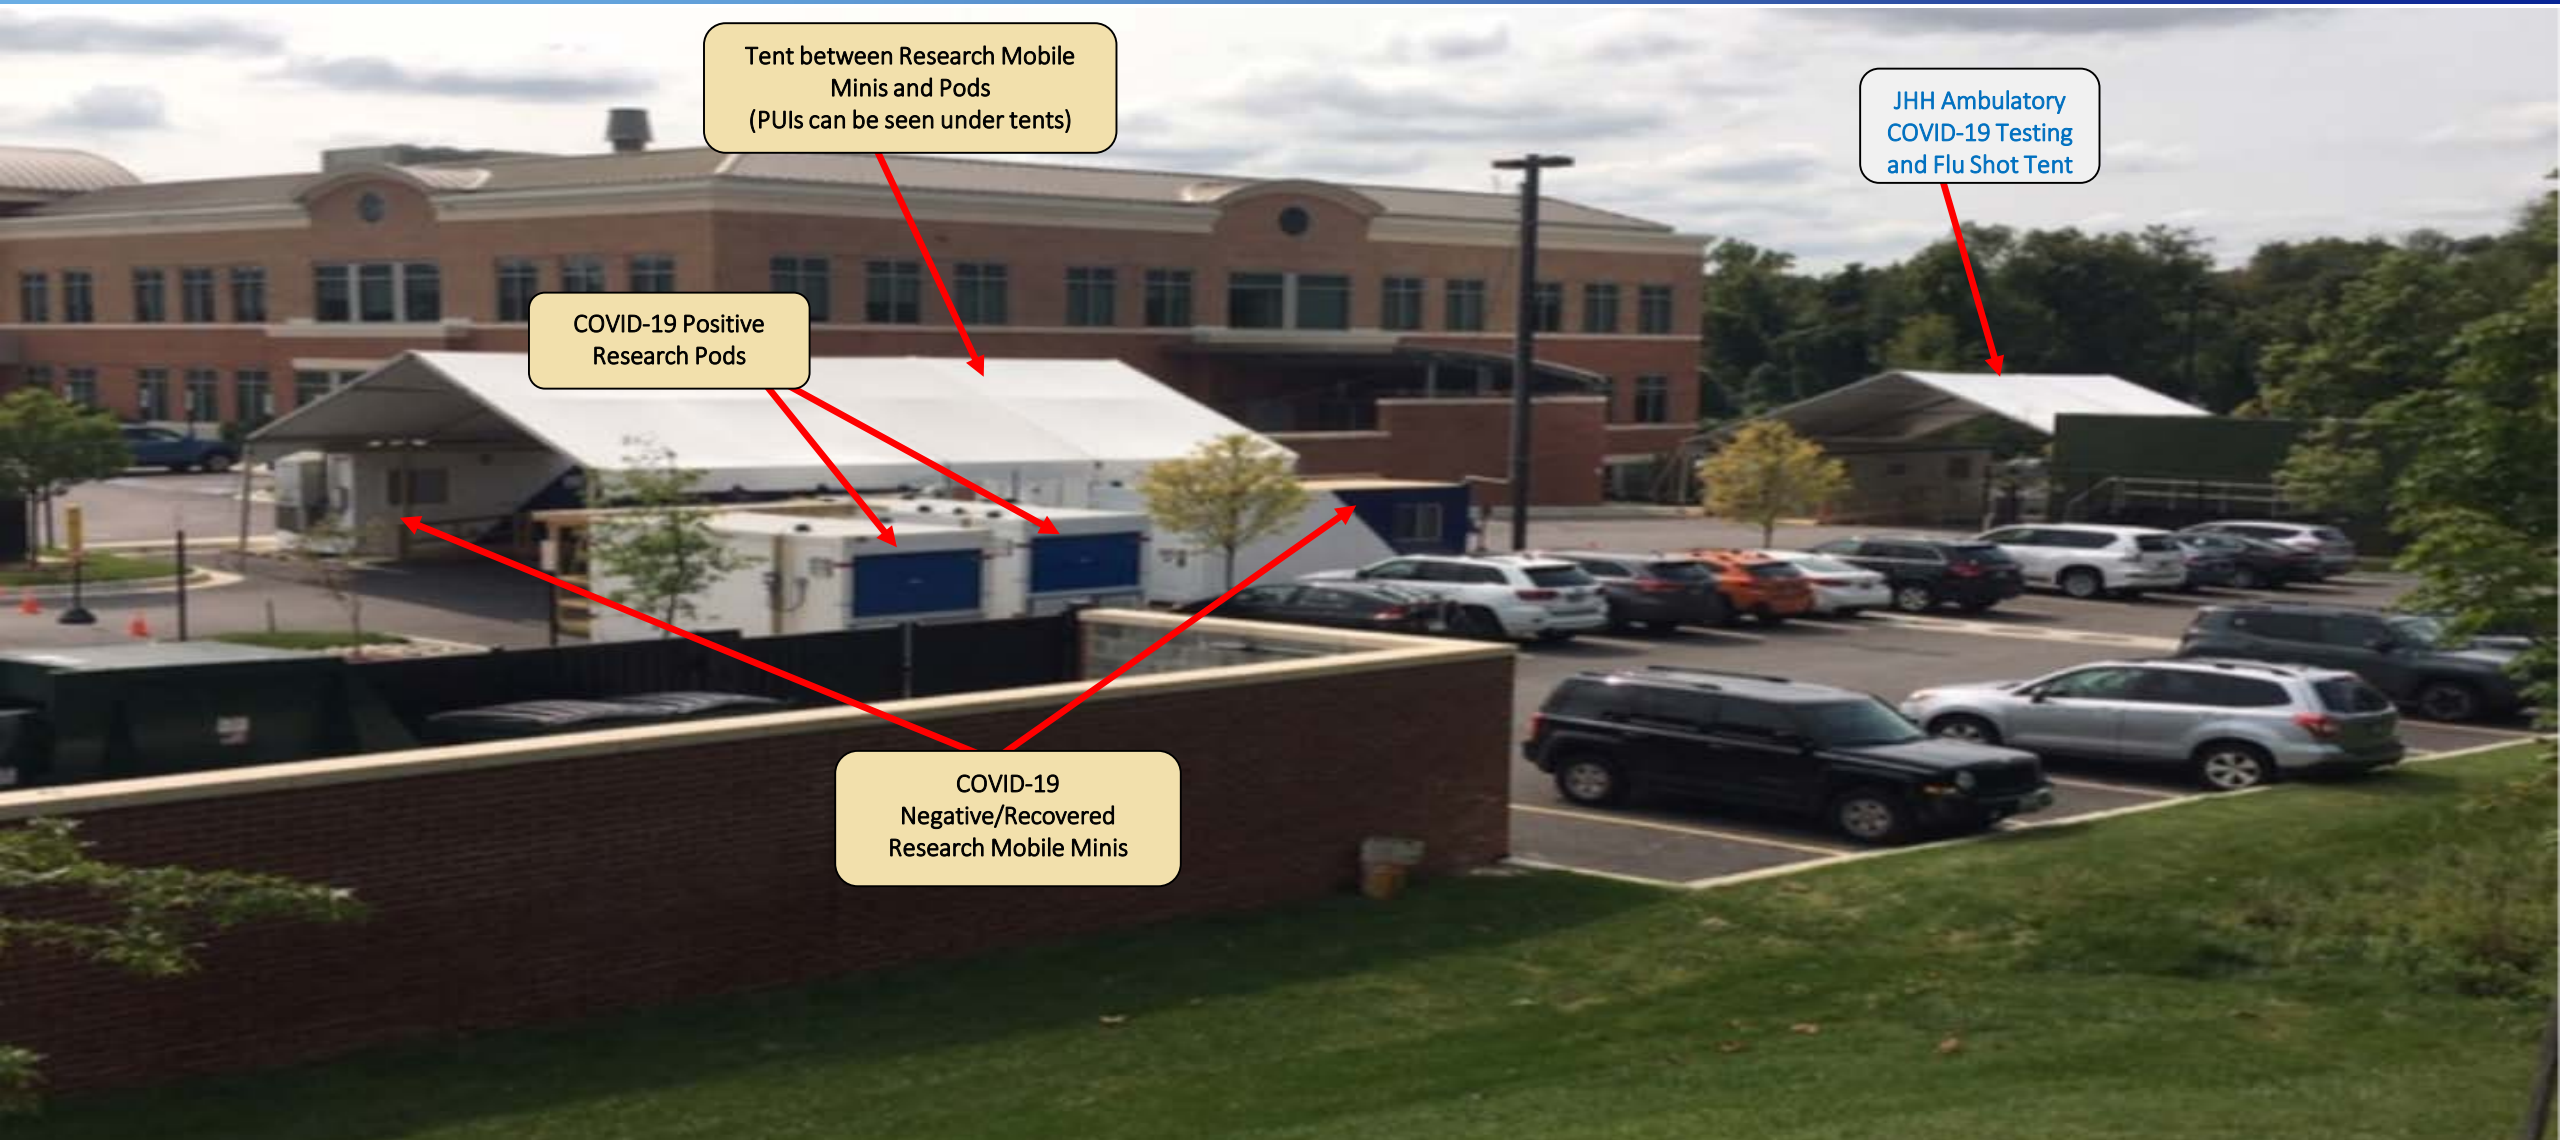 Tent between Research Mobile
Minis and Pods
(PUIs can be seen under tents)
JHH Ambulatory
COVID-19 Testing
and Flu Shot Tent
COVID-19 Positive
Research Pods
COVID-19
Negative/Recovered
Research Mobile Minis